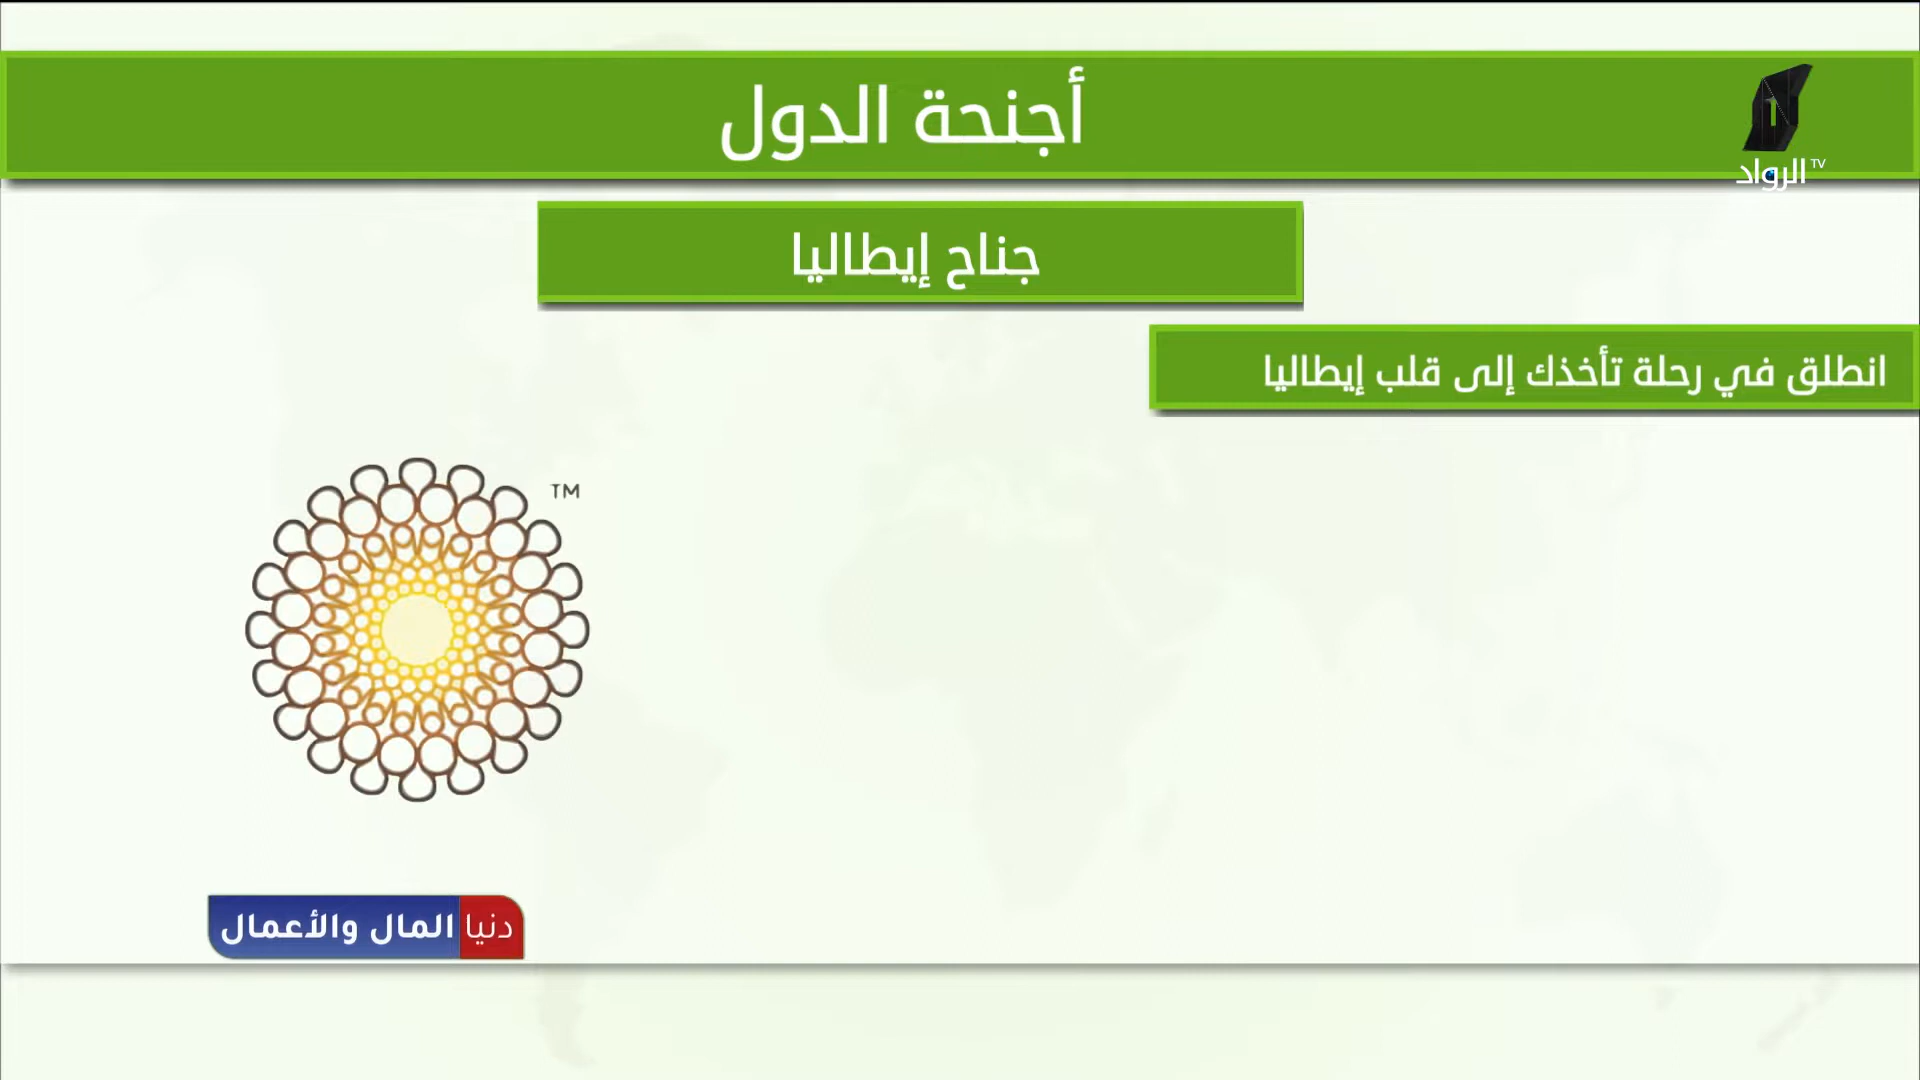 أجنحة الدول
الرواد TV
جناح إيطاليا
انطلق في رحلة تأخذك إلى قلب إيطاليا
TM
دنيا المال والأعمال